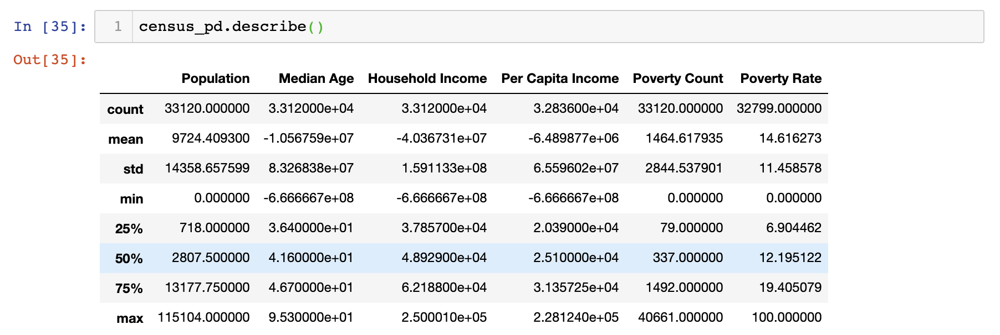 In [35]: 1 census_pd.describe()
Out[35]:
Population Median Age Household Income Per Capita Income Poverty Count Poverty Rate
count 33120.000000 3.312000e+04 3.312000e+04 3.283600e+04 33120.000000 32799.000000
mean 9724.409300 -1.056759e+07 -4.036731e+07 -6.489877e+06 1464.617935 14.616273
std 14358.657599 8.326838e+07 1.591133e+08 6.559602e+07 2844.537901 11.458578
min 0.000000 -6.666667e+08 -6.666667e+08 -6.666667e+08 0.000000 0.000000
25% 718.000000 3.640000e+01 3.785700e+04 2.039000e+04 79.000000 6.904462
50% 2807.500000 4.160000e+01 4.892900e+04 2.510000e+04 337.000000 12.195122
75% 13177.750000 4.670000e+01 6.218800e+04 3.135725e+04 1492.000000 19.405079
max 115104.000000 9.530000e+01 2.500010e+05 2.281240e+05 40661.000000 100.000000